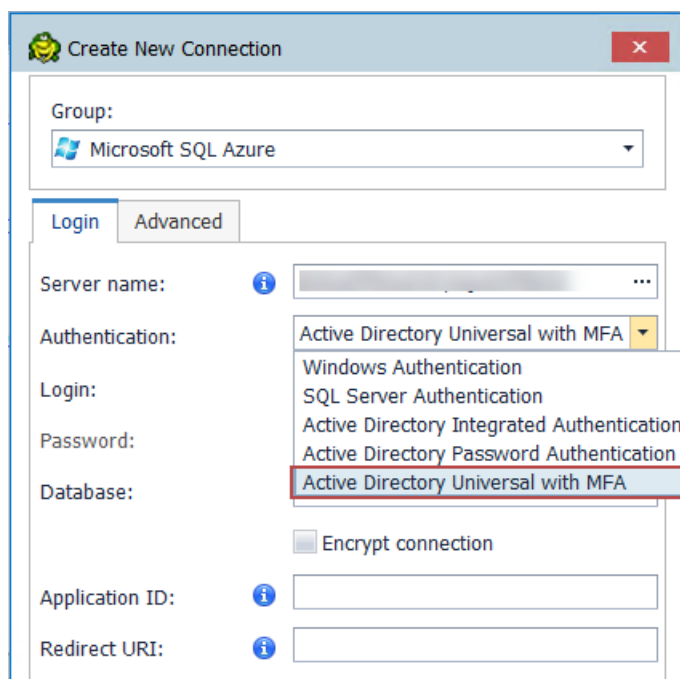 Create New Connection
Group:
Microsoft SQL Azure
Login Advanced
Server name: ...
Authentication: Active Directory Universal with MFA
Windows Authentication
Login:
SQL Server Authentication
Active Directory Integrated Authentication
Password:
Active Directory Password Authentication
Active Directory Universal with MFA
Database:
Encrypt connection
Application ID:
Redirect URI: